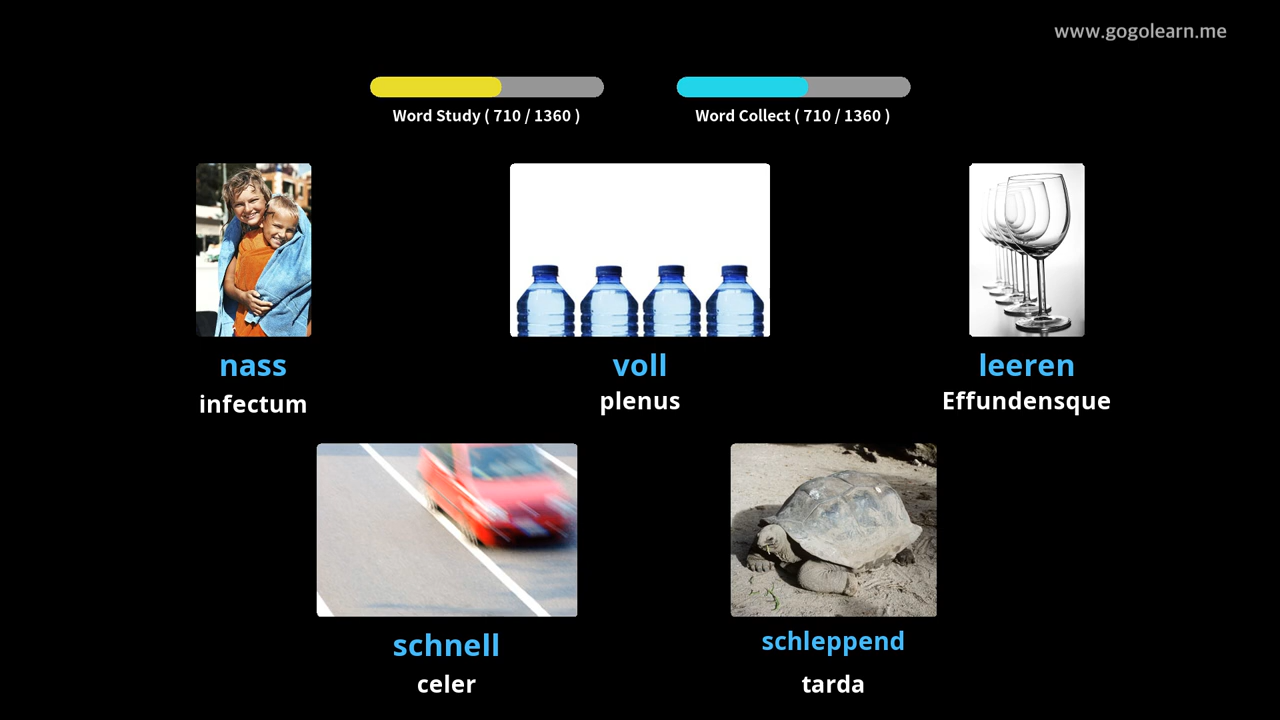 www.gogolearn.me
Word Study ( 710 / 1360 )
Word Collect ( 710 / 1360 )
nass
infectum
voll
plenus
leeren
Effundensque
schnell
celer
schleppend
tarda